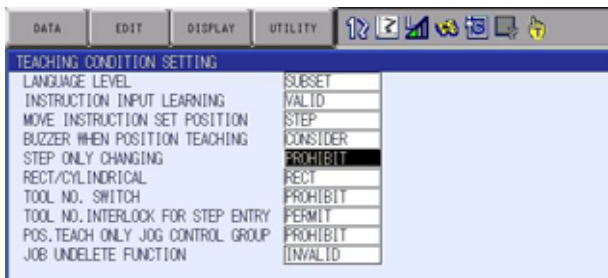 DATA EDIT DISPLAY UTILITY
TEACHING CONDITION SETTING
LANGUAGE LEVEL SUBSET
INSTRUCTION INPUT LEARNING VALID
MOVE INSTRUCTION SET POSITION STEP
BUZZER WHEN POSITION TEACHING CONSIDER
STEP ONLY CHANGING PROHIBIT
RECT/CYLINDRICAL RECT
TOOL NO. SWITCH PROHIBIT
TOOL NO.INTERLOCK FOR STEP ENTRY PERMIT
POS.TEACH ONLY JOG CONTROL GROUP PROHIBIT
JOB UNDELETE FUNCTION INVALID